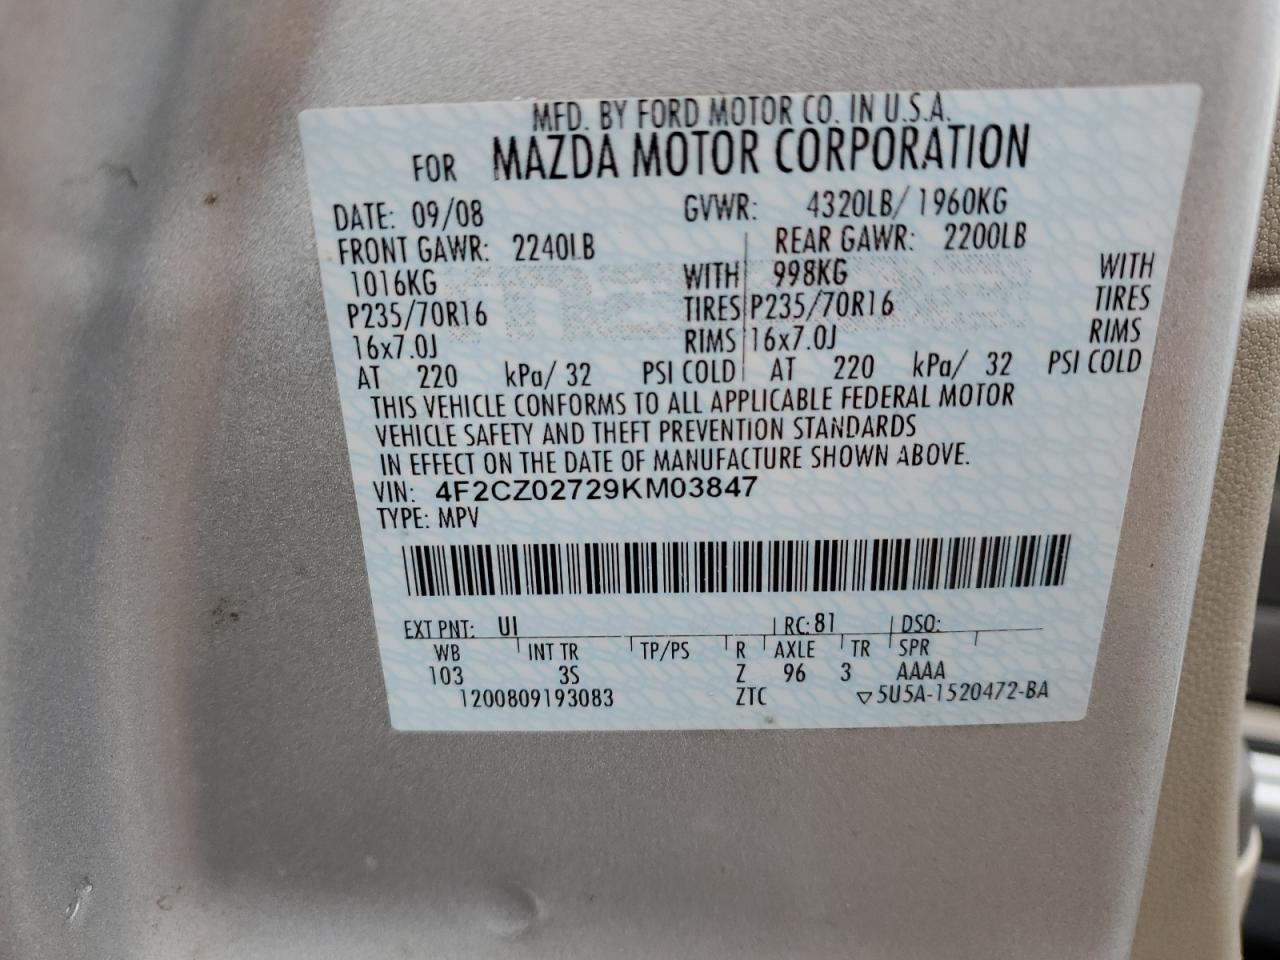 MFD. BY FORD MOTOR CO. IN U.S.A.
FOR MAZDA MOTOR CORPORATION
DATE: 09/08 GVWR: 4320LB/ 1960KG
FRONT GAWR: 2240LB REAR GAWR: 2200LB
1016KG WITH 998KG WITH
P235/70R16 TIRES P235/70R16 TIRES
16x7.0J RIMS 16x7.0J RIMS
AT 220 kPa/ 32 PSI COLD AT 220 kPa/ 32 PSI COLD
THIS VEHICLE CONFORMS TO ALL APPLICABLE FEDERAL MOTOR
VEHICLE SAFETY AND THEFT PREVENTION STANDARDS
IN EFFECT ON THE DATE OF MANUFACTURE SHOWN ABOVE.
VIN: 4F2CZ02729KM03847
TYPE: MPV
EXT PNT: UI RC: 81 DSO:
WB INT TR TP/PS R AXLE TR SPR
103 3S Z 96 3 AAAA
1200809193083 ZTC ▽5U5A-1520472-BA